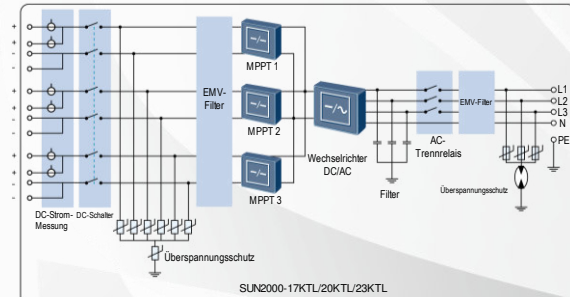 +
+
-
-
+
+
-
-
+
+
-
-
DC-Strom-
Messung
DC-Schalter
EMV-
Filter
MPPT 1
MPPT 2
MPPT 3
Überspannungsschutz
Wechselrichter
DC/AC
Filter
AC-
Trennrelais
EMV-Filter
L1
L2
L3
N
PE
Überspannungsschutz
SUN2000-17KTL/20KTL/23KTL